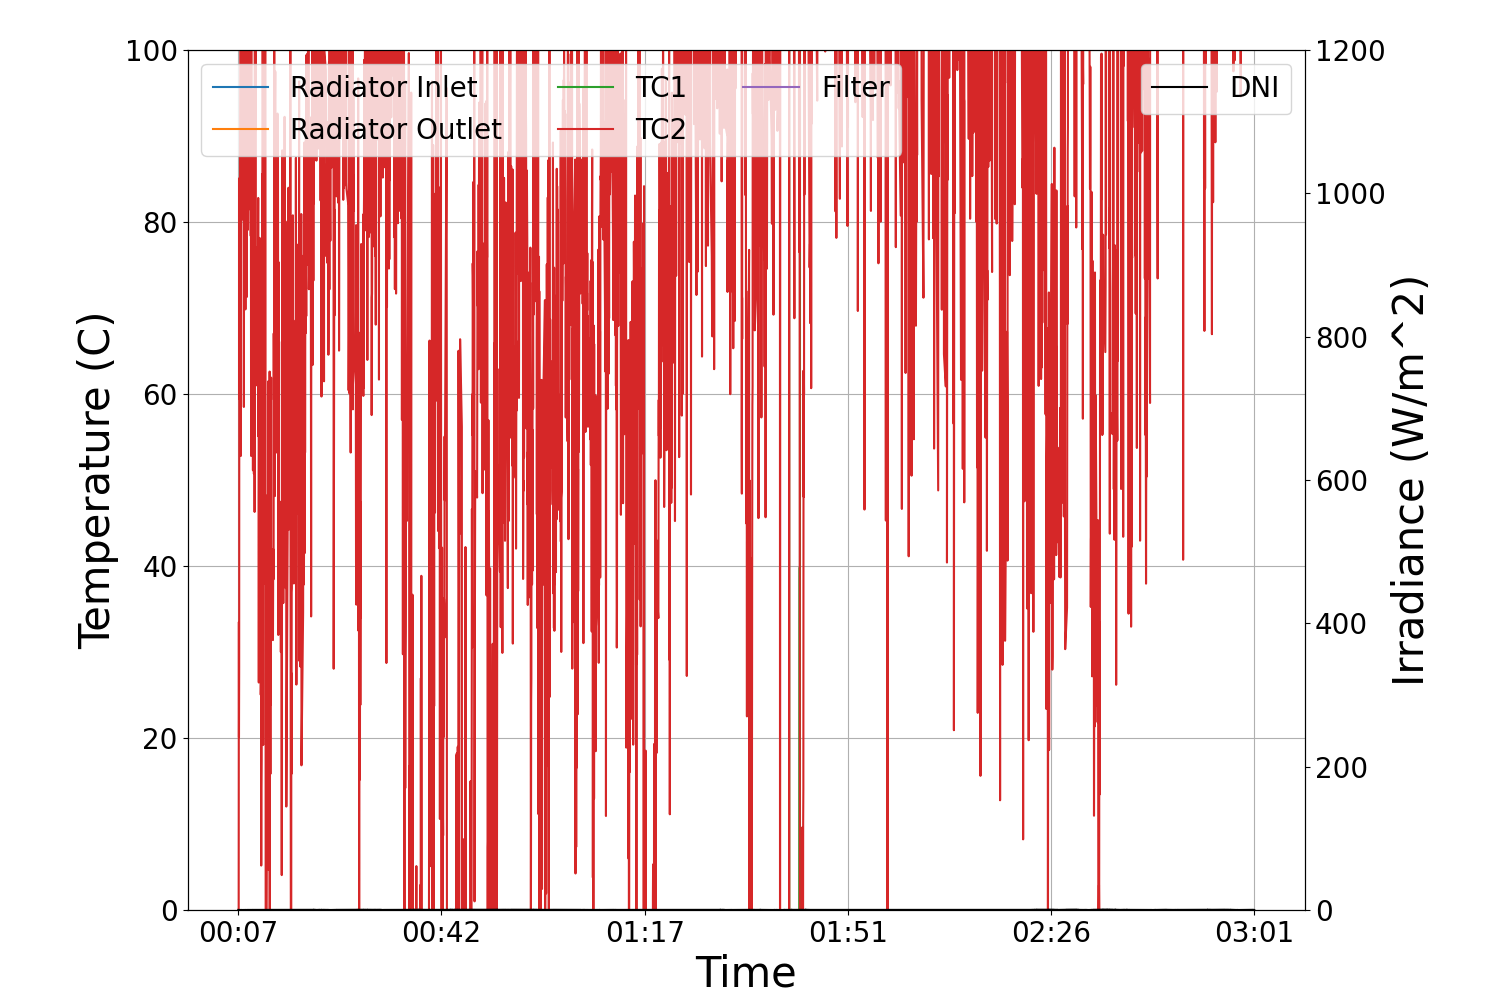 100
80
60
40
20
0
Temperature (C)
Radiator Inlet
Radiator Outlet
TC1
TC2
Filter
DNI
1200
1000
800
600
400
200
0
Irradiance (W/m^2)
00:07
00:42
01:17
01:51
02:26
03:01
Time